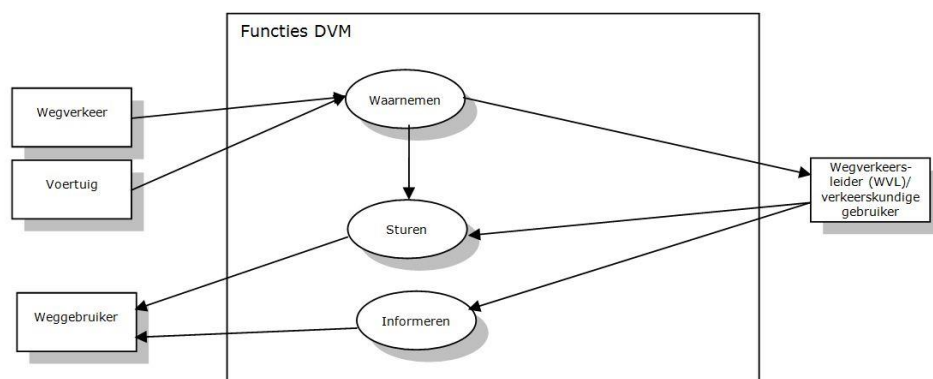 Functies DVM
Wegverkeer
Waarnemen
Voertuig
Wegverkeers-
leider (WVL)/
verkeerskundige
gebruiker
Sturen
Weggebruiker
Informeren